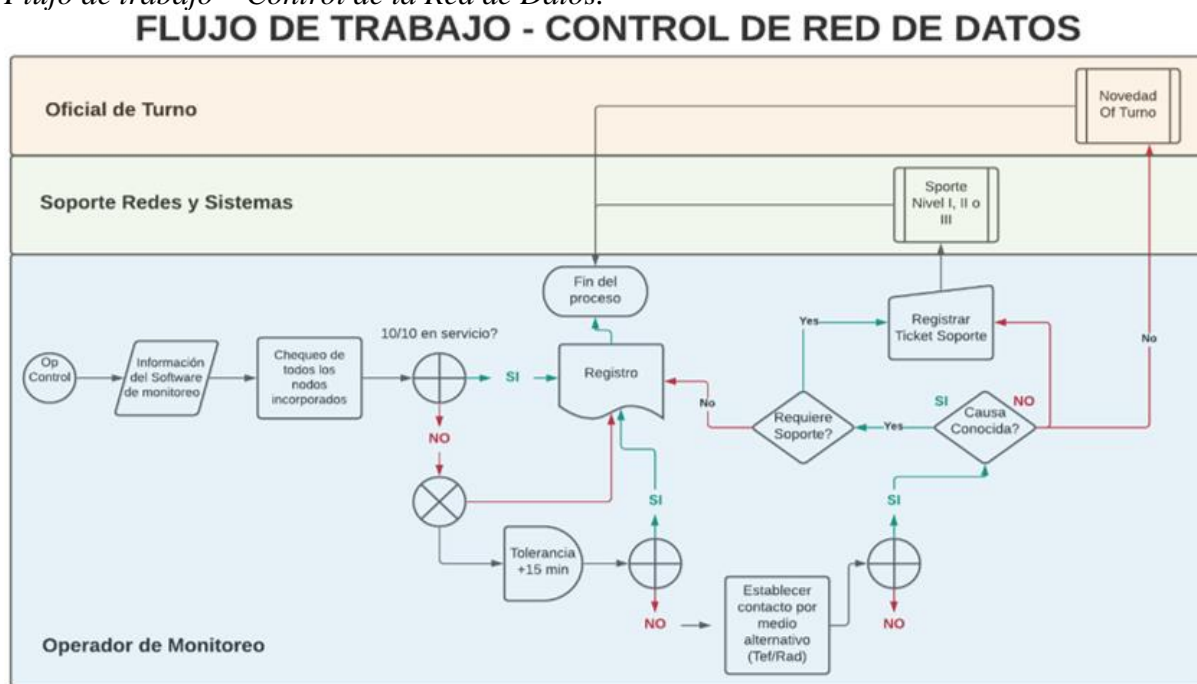 Flujo de trabajo – Control de la Red de Datos.
FLUJO DE TRABAJO - CONTROL DE RED DE DATOS
Oficial de Turno
Novedad
Of Turno
Soporte Redes y Sistemas
Sporte
Nivel I, II o
III
Fin del
proceso
10/10 en servicio?
Op
Control
Información
del Software
de monitoreo
Chequeo de
todos los
nodos
incorporados
SI
Registro
NO
Yes
Registrar
Ticket Soporte
No
No
Requiere
Soporte?
Yes
SI
NO
Causa
Conocida?
SI
SI
Tolerancia
+15 min
NO
Establecer
contacto por
medio
alternativo
(Tef/Rad)
NO
Operador de Monitoreo